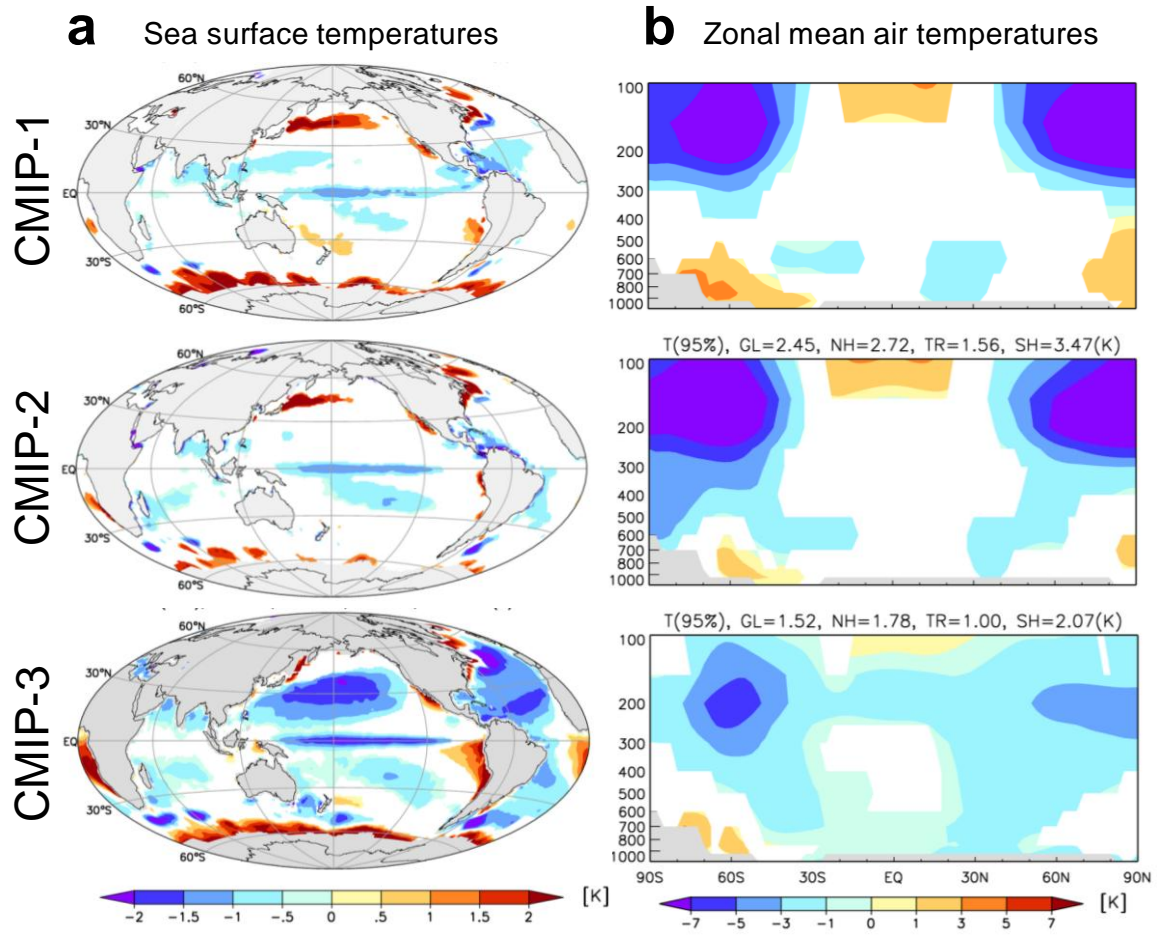 a Sea surface temperatures
b Zonal mean air temperatures
CMIP-1
60°N
30°N
EQ
30°S
60°S
100
200
300
400
500
600
700
800
1000
CMIP-2
60°N
30°N
EQ
30°S
60°S
T(95%), GL=2.45, NH=2.72, TR=1.56, SH=3.47(K)
100
200
300
400
500
600
700
800
1000
CMIP-3
60°N
30°N
EQ
30°S
60°S
T(95%), GL=1.52, NH=1.78, TR=1.00, SH=2.07(K)
100
200
300
400
500
600
700
800
1000
90S 60S 30S EQ 30N 60N 90N
-2 -1.5 -1 -.5 0 .5 1 1.5 2 [K]
-7 -5 -3 -1 0 1 3 5 7 [K]